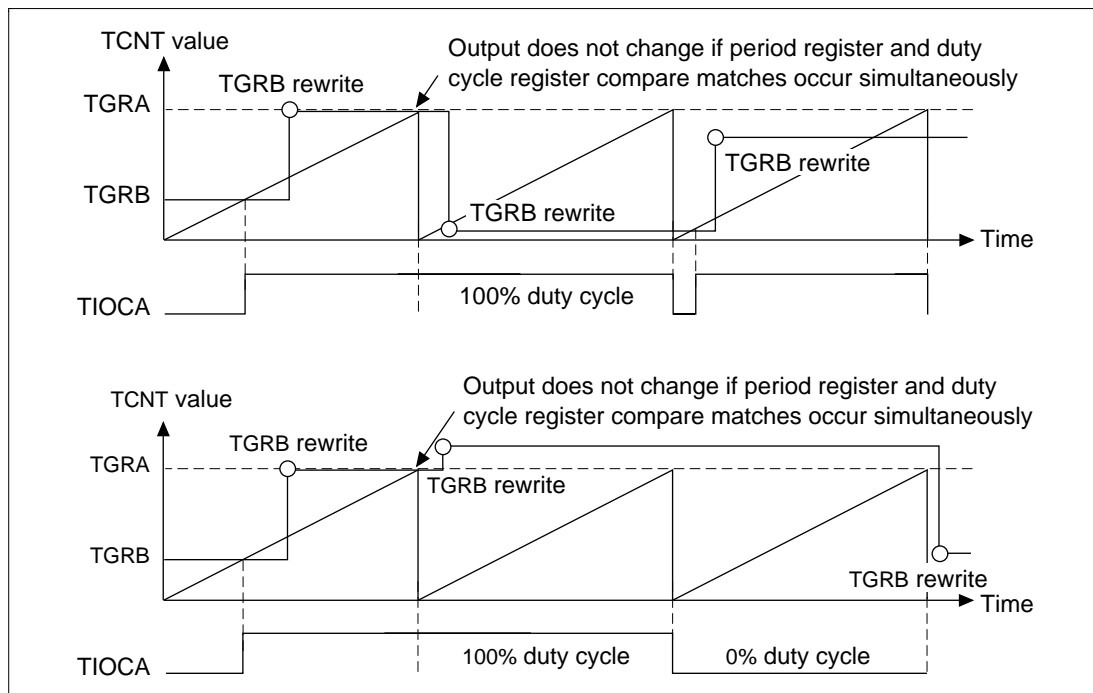 TCNT value
Output does not change if period register and duty
cycle register compare matches occur simultaneously
TGRB rewrite
TGRA
TGRB rewrite
TGRB
TGRB rewrite
Time
100% duty cycle
TIOCA
Output does not change if period register and duty
cycle register compare matches occur simultaneously
TCNT value
TGRB rewrite
TGRA
TGRB rewrite
TGRB
TGRB rewrite
Time
100% duty cycle
0% duty cycle
TIOCA